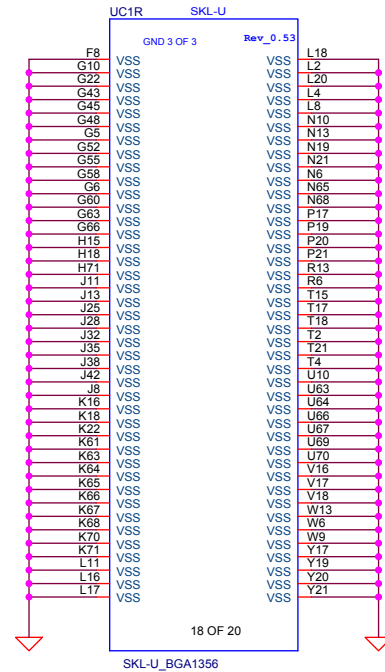 UC1R SKL-U
GND 3 OF 3 Rev_0.53
F8 VSS VSS L18
G10 VSS VSS L2
G22 VSS VSS L20
G43 VSS VSS L4
G45 VSS VSS L8
G48 VSS VSS N10
G5 VSS VSS N13
G52 VSS VSS N19
G55 VSS VSS N21
G58 VSS VSS N6
G6 VSS VSS N65
G60 VSS VSS N68
G63 VSS VSS P17
G66 VSS VSS P19
H15 VSS VSS P20
H18 VSS VSS P21
H71 VSS VSS R13
J11 VSS VSS R6
J13 VSS VSS T15
J25 VSS VSS T17
J28 VSS VSS T18
J32 VSS VSS T2
J35 VSS VSS T21
J38 VSS VSS T4
J42 VSS VSS U10
J8 VSS VSS U63
K16 VSS VSS U64
K18 VSS VSS U66
K22 VSS VSS U67
K61 VSS VSS U69
K63 VSS VSS U70
K64 VSS VSS V16
K65 VSS VSS V17
K66 VSS VSS V18
K67 VSS VSS W13
K68 VSS VSS W6
K70 VSS VSS W9
K71 VSS VSS Y17
L11 VSS VSS Y19
L16 VSS VSS Y20
L17 VSS VSS Y21
18 OF 20
SKL-U_BGA1356